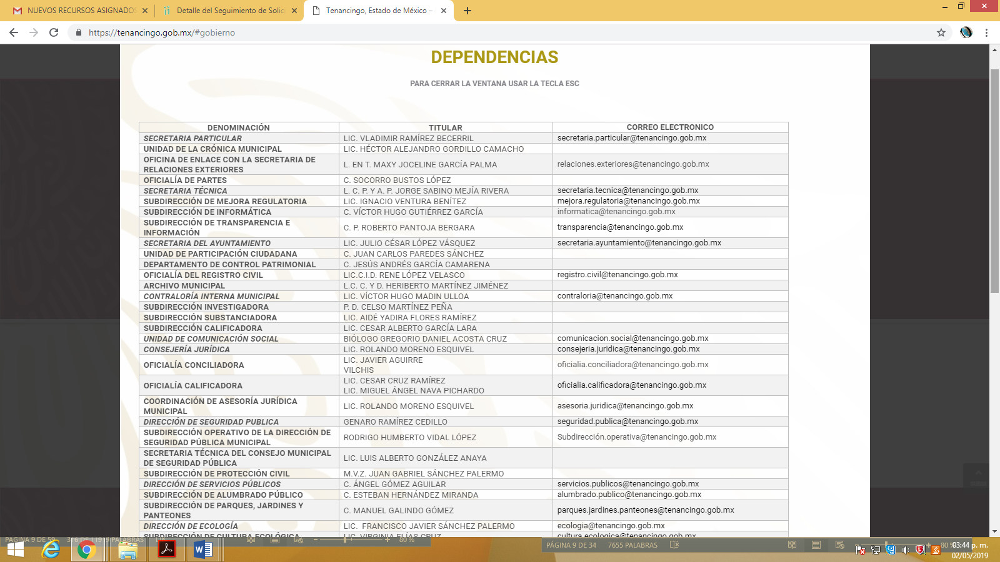 NUEVOS RECURSOS ASIGNADOS
Detalle del Seguimiento de Solici
Tenancingo, Estado de México –
https://tenancingo.gob.mx/#gobierno
DEPENDENCIAS
PARA CERRAR LA VENTANA USAR LA TECLA ESC
DENOMINACIÓN TITULAR CORREO ELECTRONICO
SECRETARIA PARTICULAR LIC. VLADIMIR RAMÍREZ BECERRIL secretaria.particular@tenancingo.gob.mx
UNIDAD DE LA CRÓNICA MUNICIPAL LIC. HÉCTOR ALEJANDRO GORDILLO CAMACHO
OFICINA DE ENLACE CON LA SECRETARIA DE
RELACIONES EXTERIORES L. EN T. MAXY JOCELINE GARCÍA PALMA relaciones.exteriores@tenancingo.gob.mx
OFICIALÍA DE PARTES C. SOCORRO BUSTOS LÓPEZ
SECRETARIA TÉCNICA L. C. P. Y A. P. JORGE SABINO MEJÍA RIVERA secretaria.tecnica@tenancingo.gob.mx
SUBDIRECCIÓN DE MEJORA REGULATORIA LIC. IGNACIO VENTURA BENÍTEZ mejora.regulatoria@tenancingo.gob.mx
SUBDIRECCIÓN DE INFORMÁTICA C. VÍCTOR HUGO GUTIÉRREZ GARCÍA informatica@tenancingo.gob.mx
SUBDIRECCIÓN DE TRANSPARENCIA E
INFORMACIÓN C. P. ROBERTO PANTOJA BERGARA transparencia@tenancingo.gob.mx
SECRETARIA DEL AYUNTAMIENTO LIC. JULIO CÉSAR LÓPEZ VÁSQUEZ secretaria.ayuntamiento@tenancingo.gob.mx
UNIDAD DE PARTICIPACIÓN CIUDADANA C. JUAN CARLOS PAREDES SÁNCHEZ
DEPARTAMENTO DE CONTROL PATRIMONIAL C. JESÚS ANDRÉS GARCÍA CAMARENA
OFICIALÍA DEL REGISTRO CIVIL LIC.C.I.D. RENE LÓPEZ VELASCO registro.civil@tenancingo.gob.mx
ARCHIVO MUNICIPAL L.C. C. Y D. HERIBERTO MARTÍNEZ JIMÉNEZ
CONTRALORÍA INTERNA MUNICIPAL LIC. VÍCTOR HUGO MADIN ULLOA contraloria@tenancingo.gob.mx
SUBDIRECCIÓN INVESTIGADORA P. D. CELSO MARTÍNEZ PEÑA
SUBDIRECCIÓN SUBSTANCIADORA LIC. AIDÉ YADIRA FLORES RAMÍREZ
SUBDIRECCIÓN CALIFICADORA LIC. CESAR ALBERTO GARCÍA LARA
UNIDAD DE COMUNICACIÓN SOCIAL BIÓLOGO GREGORIO DANIEL ACOSTA CRUZ comunicacion.social@tenancingo.gob.mx
CONSEJERÍA JURÍDICA LIC. ROLANDO MORENO ESQUIVEL consejeria.juridica@tenancingo.gob.mx
OFICIALÍA CONCILIADORA LIC. JAVIER AGUIRRE
VILCHIS oficialia.conciliadora@tenancingo.gob.mx
OFICIALÍA CALIFICADORA LIC. CESAR CRUZ RAMÍREZ
LIC. MIGUEL ÁNGEL NAVA PICHARDO oficialia.calificadora@tenancingo.gob.mx
COORDINACIÓN DE ASESORÍA JURÍDICA
MUNICIPAL LIC. ROLANDO MORENO ESQUIVEL asesoria.juridica@tenancingo.gob.mx
DIRECCIÓN DE SEGURIDAD PUBLICA GENARO RAMÍREZ CEDILLO seguridad.publica@tenancingo.gob.mx
SUBDIRECCIÓN OPERATIVO DE LA DIRECCIÓN DE
SEGURIDAD PÚBLICA MUNICIPAL RODRIGO HUMBERTO VIDAL LÓPEZ Subdirección.operativa@tenancingo.gob.mx
SECRETARIA TÉCNICA DEL CONSEJO MUNICIPAL
DE SEGURIDAD PÚBLICA LIC. LUIS ALBERTO GONZÁLEZ ANAYA
SUBDIRECCIÓN DE PROTECCIÓN CIVIL M.V.Z. JUAN GABRIEL SÁNCHEZ PALERMO
DIRECCIÓN DE SERVICIOS PÚBLICOS C. ÁNGEL GÓMEZ AGUILAR servicios.publicos@tenancingo.gob.mx
SUBDIRECCIÓN DE ALUMBRADO PÚBLICO C. ESTEBAN HERNÁNDEZ MIRANDA alumbrado.publico@tenancingo.gob.mx
SUBDIRECCIÓN DE PARQUES, JARDINES Y
PANTEONES C. MANUEL GALINDO GÓMEZ parques.jardines.panteones@tenancingo.gob.mx
DIRECCIÓN DE ECOLOGÍA LIC. FRANCISCO JAVIER SÁNCHEZ PALERMO ecologia@tenancingo.gob.mx
SUBDIRECCIÓN DE CULTURA ECOLÓGICA LIC. VIRGINIA ELÍAS CRUZ cultura.ecologica@tenancingo.gob.mx
PÁGINA 9 DE 59 PALABRAS 80 %
PÁGINA 9 DE 34 7655 PALABRAS 80 %
03:44 p. m.
02/05/2019